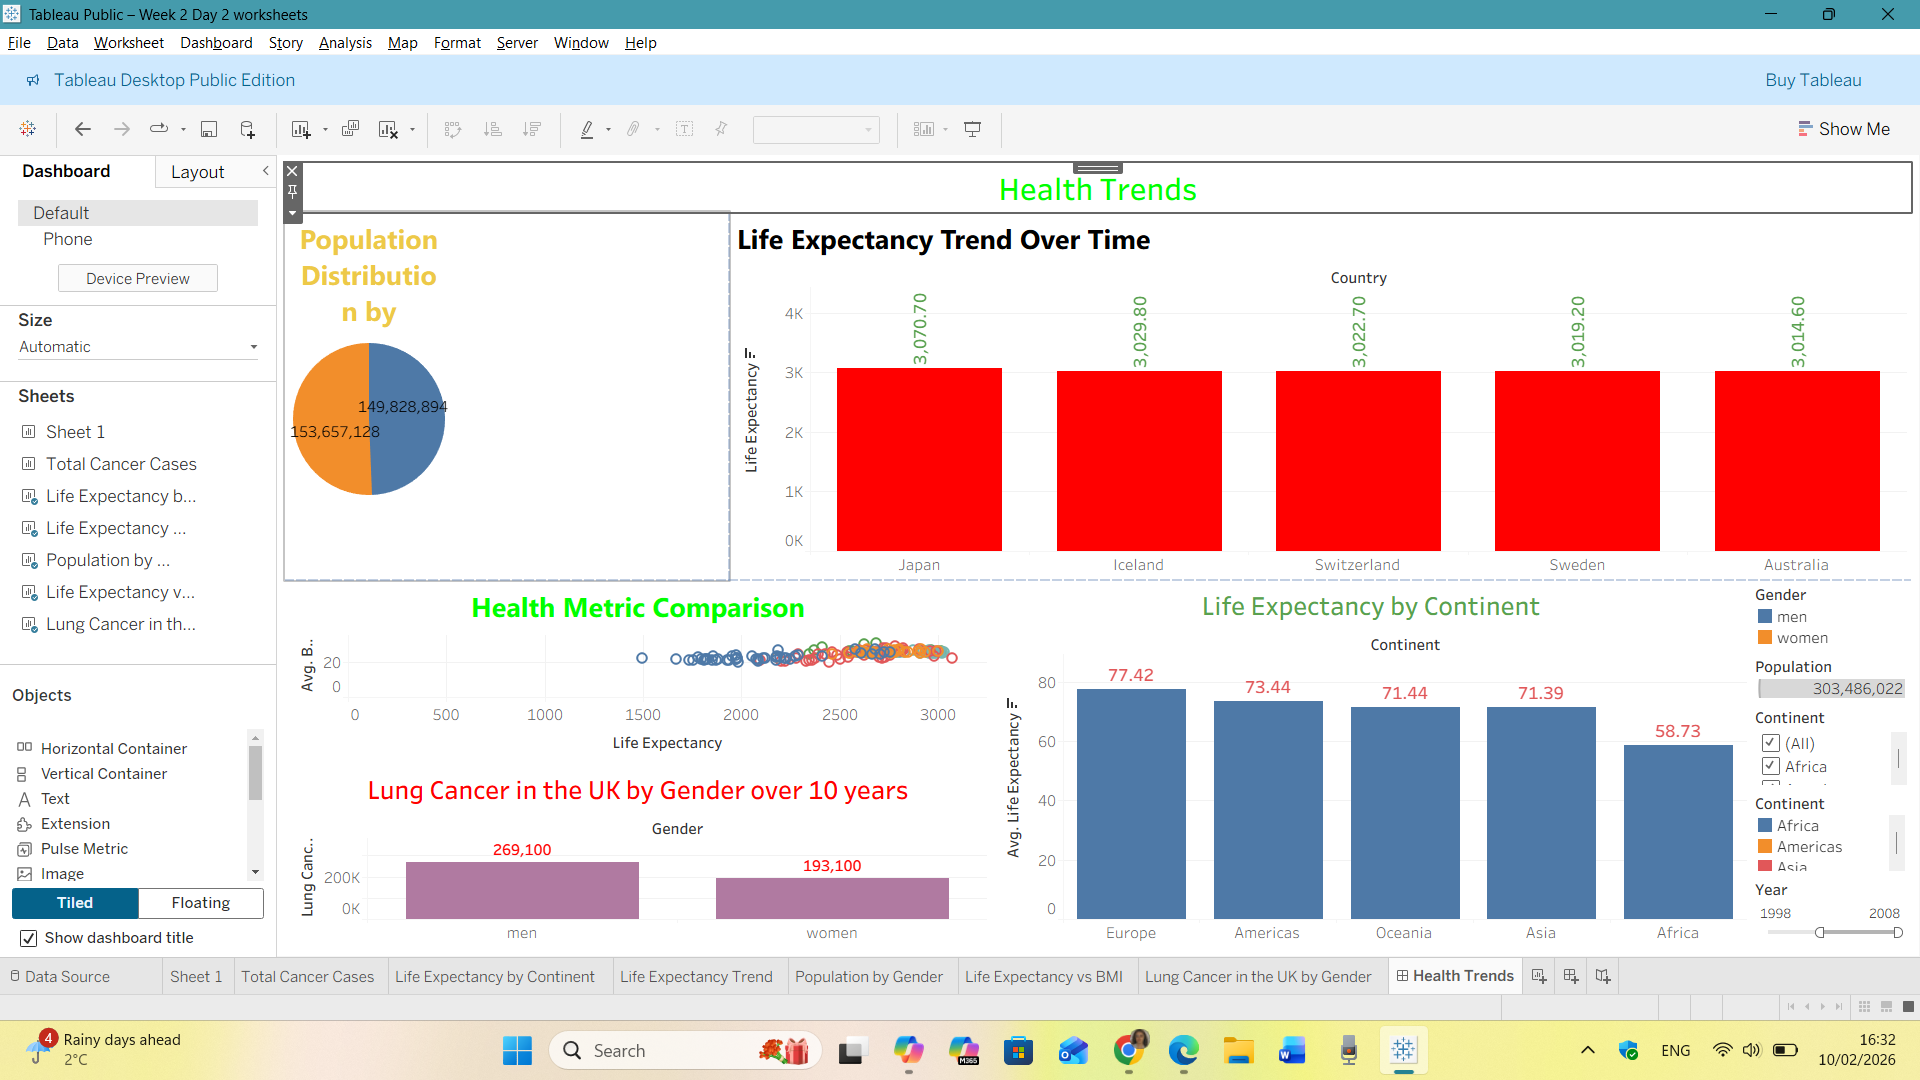 Tableau Public – Week 2 Day 2 worksheets
File Data Worksheet Dashboard Story Analysis Map Format Server Window Help
Tableau Desktop Public Edition
Buy Tableau
Show Me
Dashboard
Layout
Default
Phone
Device Preview
Size
Automatic
Sheets
Sheet 1
Total Cancer Cases
Life Expectancy b...
Life Expectancy ...
Population by ...
Life Expectancy v...
Lung Cancer in th...
Objects
Horizontal Container
Vertical Container
Text
Extension
Pulse Metric
Image
Tiled
Floating
Show dashboard title
Health Trends
Population
Distributio
n by
149,828,894
153,657,128
Life Expectancy Trend Over Time
Country
Life Expectancy
4K
3K
2K
1K
0K
3,070.70
3,029.80
3,022.70
3,019.20
3,014.60
Japan
Iceland
Switzerland
Sweden
Australia
Health Metric Comparison
Avg. B..
20
0
0
500
1000
1500
2000
2500
3000
Life Expectancy
Lung Cancer in the UK by Gender over 10 years
Gender
Lung Canc..
200K
0K
269,100
193,100
men
women
Life Expectancy by Continent
Continent
Avg. Life Expectancy
80
60
40
20
0
77.42
73.44
71.44
71.39
58.73
Europe
Americas
Oceania
Asia
Africa
Gender
men
women
Population
303,486,022
Continent
(All)
Africa
Continent
Africa
Americas
Asia
Year
1998
2008
Data Source
Sheet 1
Total Cancer Cases
Life Expectancy by Continent
Life Expectancy Trend
Population by Gender
Life Expectancy vs BMI
Lung Cancer in the UK by Gender
Health Trends
4
Rainy days ahead
2°C
Search
M365
ENG
16:32
10/02/2026